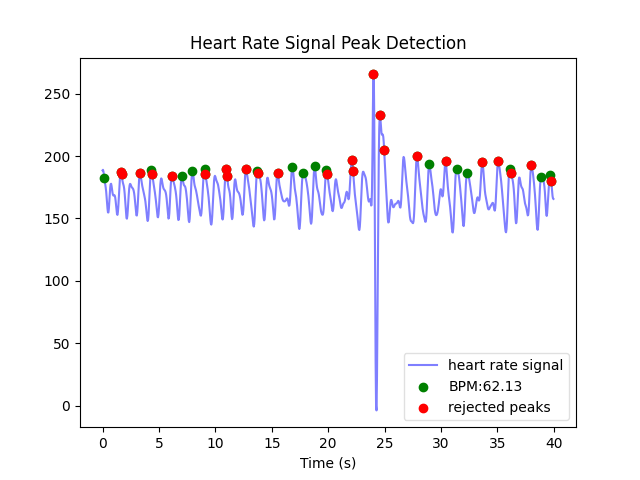 Heart Rate Signal Peak Detection
250
200
150
100
50
0
heart rate signal
BPM:62.13
rejected peaks
0 5 10 15 20 25 30 35 40
Time (s)